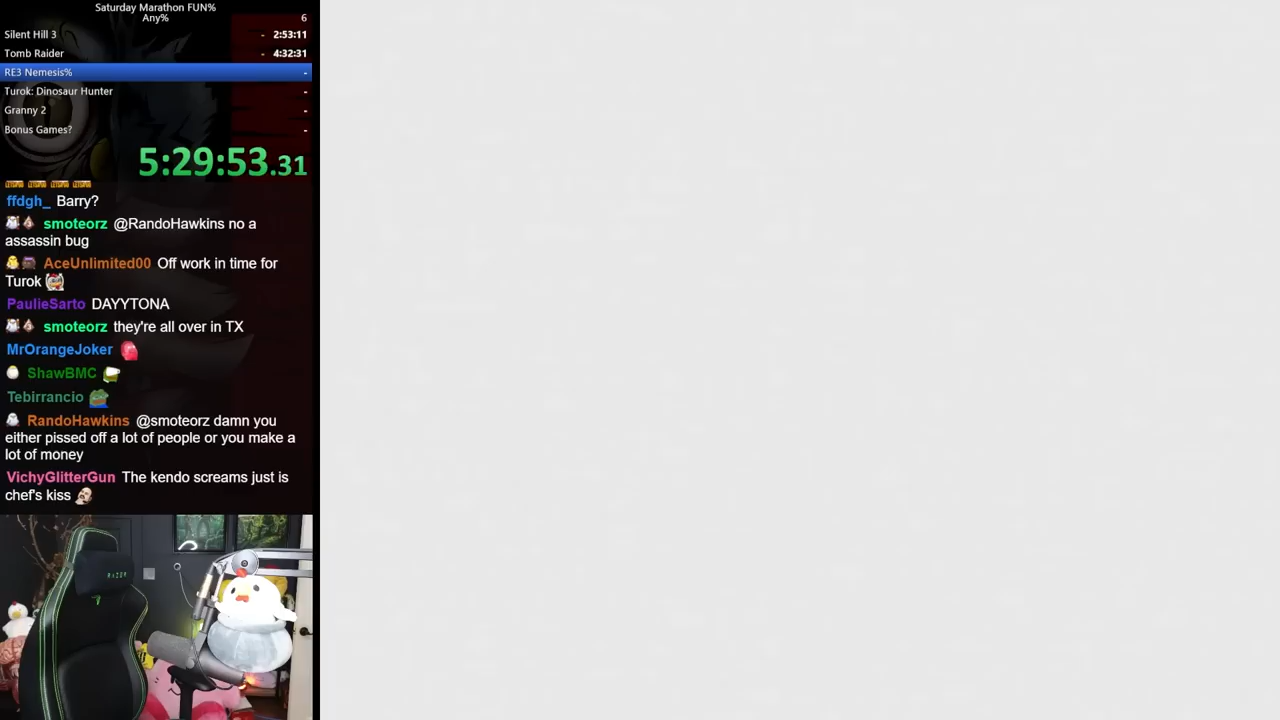 Saturday Marathon FUN%
Any%
6
Silent Hill 3 - 2:53:11
Tomb Raider - 4:32:31
RE3 Nemesis% -
Turok: Dinosaur Hunter -
Granny 2 -
Bonus Games? -
5:29:53.31
ffdgh_ Barry?
smoteorz @RandoHawkins no a
assassin bug
AceUnlimited00 Off work in time for
Turok
PaulieSarto DAYYTONA
smoteorz they're all over in TX
MrOrangeJoker
ShawBMC
Tebirrancio
RandoHawkins @smoteorz damn you
either pissed off a lot of people or you make a
lot of money
VichyGlitterGun The kendo screams just is
chef's kiss
RAZER